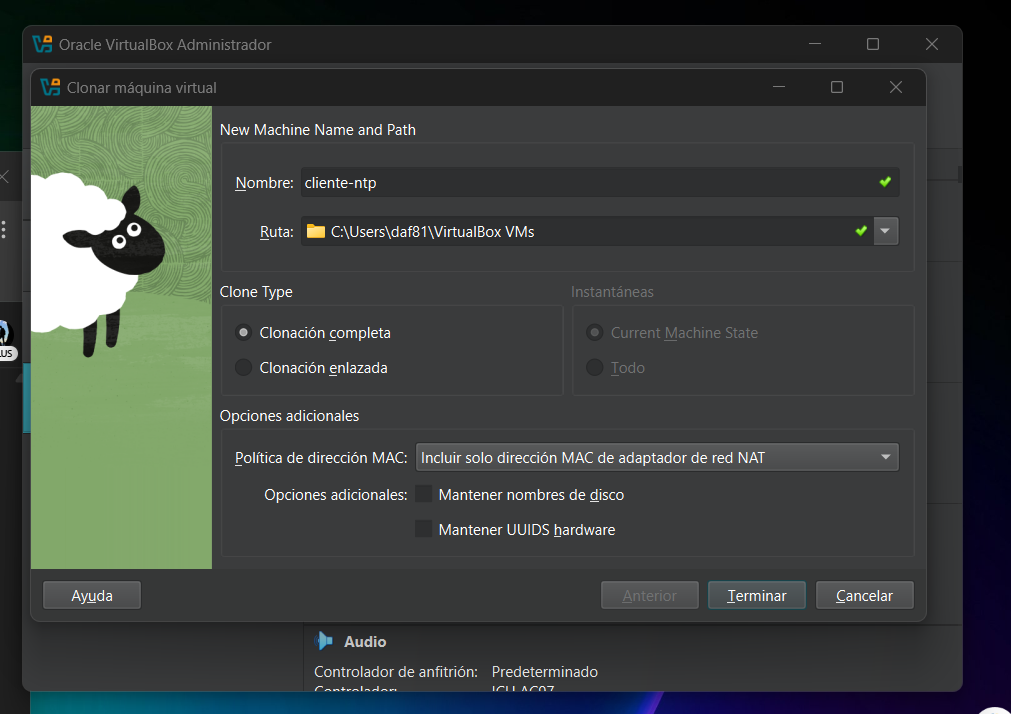 Oracle VirtualBox Administrador
Clonar máquina virtual
New Machine Name and Path
Nombre: cliente-ntp
Ruta: C:\Users\daf81\VirtualBox VMs
Clone Type
Instantáneas
Clonación completa
Current Machine State
Clonación enlazada
Todo
Opciones adicionales
Política de dirección MAC: Incluir solo dirección MAC de adaptador de red NAT
Opciones adicionales: Mantener nombres de disco
Mantener UUIDS hardware
Ayuda
Anterior
Terminar
Cancelar
Audio
Controlador de anfitrión: Predeterminado
Controlador: ICH AC97